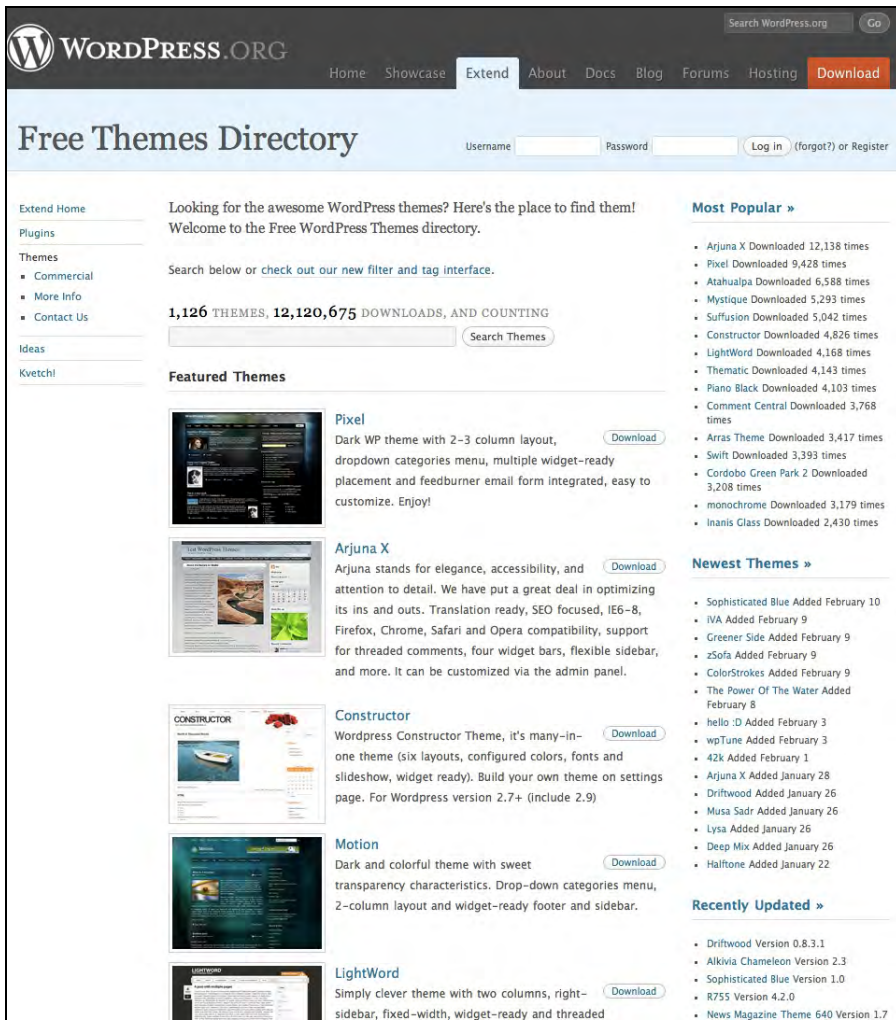 WORDPRESS.ORG
Search WordPress.org
Go
Home Showcase Extend About Docs Blog Forums Hosting Download
Free Themes Directory
Username
Password
Log in (forgot?) or Register
Extend Home
Plugins
Themes
Commercial
More Info
Contact Us
Ideas
Kvetch!
Looking for the awesome WordPress themes? Here's the place to find them!
Welcome to the Free WordPress Themes directory.
Search below or check out our new filter and tag interface.
1,126 THEMES, 12,120,675 DOWNLOADS, AND COUNTING
Search Themes
Featured Themes
Pixel
Download
Dark WP theme with 2-3 column layout,
dropdown categories menu, multiple widget-ready
placement and feedburner email form integrated, easy to
customize. Enjoy!
Arjuna X
Download
Arjuna stands for elegance, accessibility, and
attention to detail. We have put a great deal in optimizing
its ins and outs. Translation ready, SEO focused, IE6-8,
Firefox, Chrome, Safari and Opera compatibility, support
for threaded comments, four widget bars, flexible sidebar,
and more. It can be customized via the admin panel.
CONSTRUCTOR
Constructor
Download
Wordpress Constructor Theme, it's many-in-
one theme (six layouts, configured colors, fonts and
slideshow, widget ready). Build your own theme on settings
page. For Wordpress version 2.7+ (include 2.9)
Motion
Download
Dark and colorful theme with sweet
transparency characteristics. Drop-down categories menu,
2-column layout and widget-ready footer and sidebar.
LIGHTWORD
LightWord
Download
Simply clever theme with two columns, right-
sidebar, fixed-width, widget-ready and threaded
Most Popular »
Arjuna X Downloaded 12,138 times
Pixel Downloaded 9,428 times
Atahualpa Downloaded 6,588 times
Mystique Downloaded 5,293 times
Suffusion Downloaded 5,042 times
Constructor Downloaded 4,826 times
LightWord Downloaded 4,168 times
Thematic Downloaded 4,143 times
Piano Black Downloaded 4,103 times
Comment Central Downloaded 3,768
times
Arras Theme Downloaded 3,417 times
Swift Downloaded 3,393 times
Cordobo Green Park 2 Downloaded
3,208 times
monochrome Downloaded 3,179 times
Inanis Glass Downloaded 2,430 times
Newest Themes »
Sophisticated Blue Added February 10
iVA Added February 9
Greener Side Added February 9
zSofa Added February 9
ColorStrokes Added February 9
The Power Of The Water Added
February 8
hello :D Added February 3
wpTune Added February 3
42k Added February 1
Arjuna X Added January 28
Driftwood Added January 26
Musa Sadr Added January 26
Lysa Added January 26
Deep Mix Added January 26
Halftone Added January 22
Recently Updated »
Driftwood Version 0.8.3.1
Alkivia Chameleon Version 2.3
Sophisticated Blue Version 1.0
R755 Version 4.2.0
News Magazine Theme 640 Version 1.7